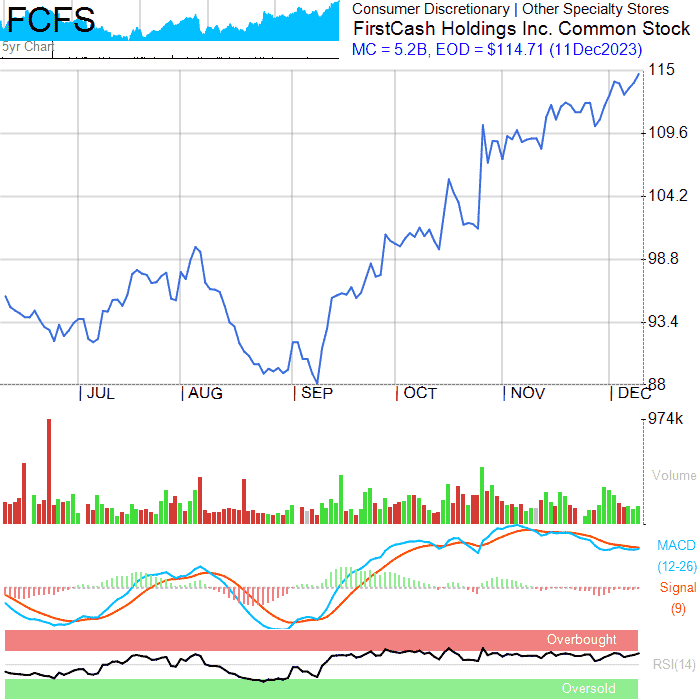 FCFS
5yr Chart
Consumer Discretionary | Other Specialty Stores
FirstCash Holdings Inc. Common Stock
MC = 5.2B, EOD = $114.71 (11Dec2023)
115
109.6
104.2
98.8
93.4
88
|JUL |AUG |SEP |OCT |NOV |DEC
974k
Volume
MACD
(12-26)
Signal
(9)
Overbought
RSI(14)
Oversold